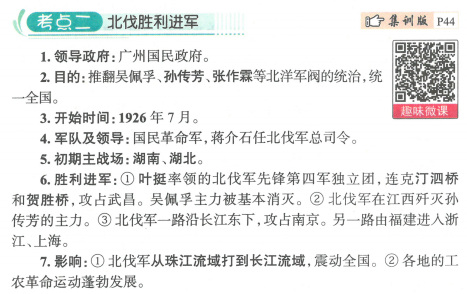 考点二 北伐胜利进军 集训版 P44
1. 领导政府：广州国民政府。
2. 目的：推翻吴佩孚、孙传芳、张作霖等北洋军阀的统治，统
一全国。
趣味微课
3. 开始时间：1926 年 7 月。
4. 军队及领导：国民革命军，蒋介石任北伐军总司令。
5. 初期主战场：湖南、湖北。
6. 胜利进军：① 叶挺率领的北伐军先锋第四军独立团，连克汀泗桥
和贺胜桥，攻占武昌。吴佩孚主力被基本消灭。② 北伐军在江西歼灭孙
传芳的主力。③ 北伐军一路沿长江东下，攻占南京。另一路由福建进入浙
江、上海。
7. 影响：① 北伐军从珠江流域打到长江流域，震动全国。② 各地的工
农革命运动蓬勃发展。